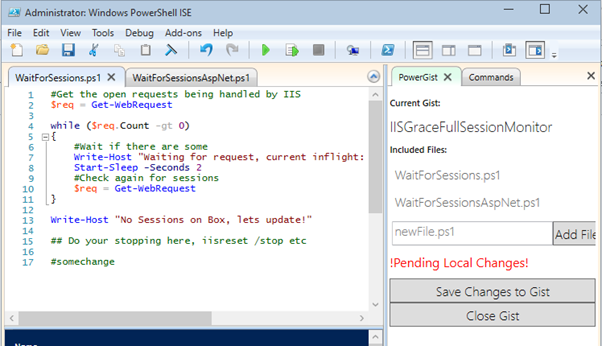 Administrator: Windows PowerShell ISE
File Edit View Tools Debug Add-ons Help
WaitForSessions.ps1 WaitForSessionsAspNet.ps1
1 #Get the open requests being handled by IIS
2 $req = Get-WebRequest
3
4 while ($req.Count -gt 0)
5 {
6 #Wait if there are some
7 Write-Host "Waiting for request, current inflight:
8 Start-Sleep -Seconds 2
9 #Check again for sessions
10 $req = Get-WebRequest
11 }
12
13 Write-Host "No Sessions on Box, lets update!"
14
15 ## Do your stopping here, iisreset /stop etc
16
17 #somechange
PowerGist Commands
Current Gist:
IISGraceFullSessionMonitor
Included Files:
WaitForSessions.ps1
WaitForSessionsAspNet.ps1
newFile.ps1 Add File
!Pending Local Changes!
Save Changes to Gist
Close Gist